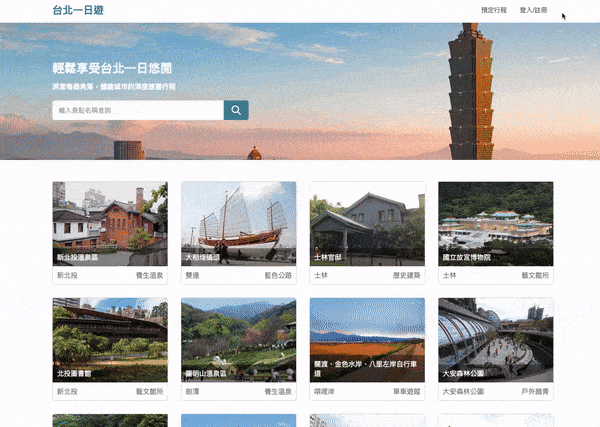 台北一日遊
預定行程 登入/註冊
輕鬆享受台北一日悠閒
探索每個角落，體驗城市的深度旅遊行程
輸入景點名稱查詢
新北投溫泉區
新北投 養生溫泉
大稻埕碼頭
雙連 藍色公路
士林官邸
士林 歷史建築
國立故宮博物院
士林 藝文館所
北投圖書館
新北投 藝文館所
陽明山溫泉區
劍潭 養生溫泉
關渡、金色水岸、八里左岸自行車
道
唭哩岸 單車遊蹤
大安森林公園
大安森林公園 戶外踏青